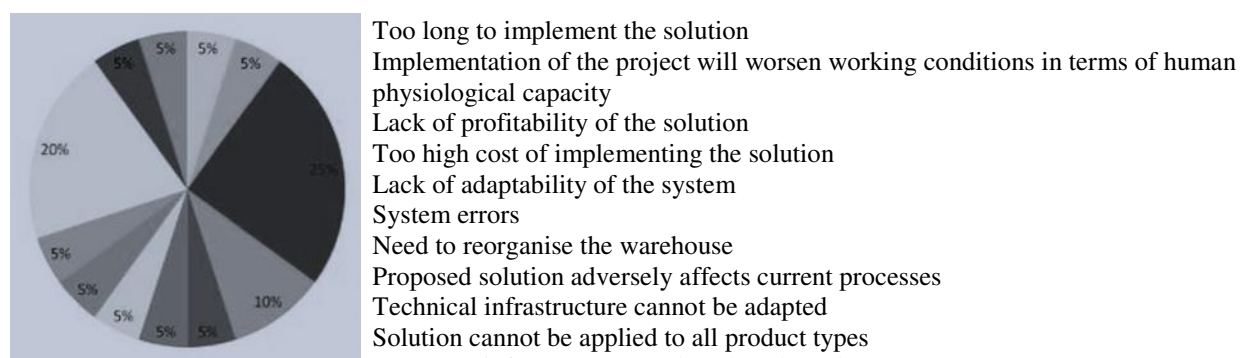 5%
5%
5%
5%
25%
20%
10%
5%
5%
5%
5%
5%
Too long to implement the solution
Implementation of the project will worsen working conditions in terms of human
physiological capacity
Lack of profitability of the solution
Too high cost of implementing the solution
Lack of adaptability of the system
System errors
Need to reorganise the warehouse
Proposed solution adversely affects current processes
Technical infrastructure cannot be adapted
Solution cannot be applied to all product types